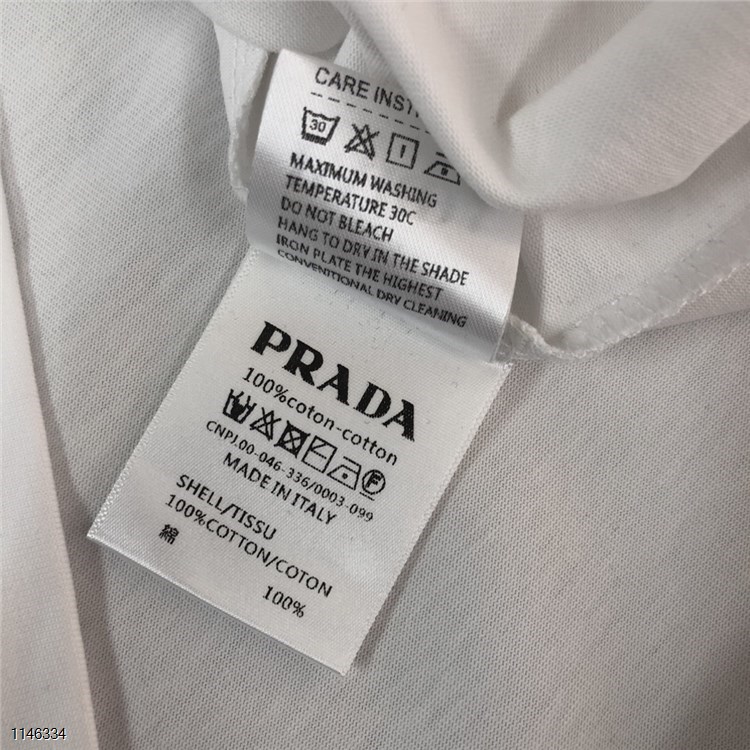 CARE INST
30
MAXIMUM WASHING
TEMPERATURE 30C
DO NOT BLEACH
HANG TO DRY.IN THE SHADE
IRON PLATE THE HIGHEST
CONVENTIONAL DRY CLEANING
PRADA
100%coton-cotton
F
CNPJ.00-046-336/0003-099
MADE IN ITALY
SHELL/TISSU
100%COTTON/COTON
綿
100%
1146334